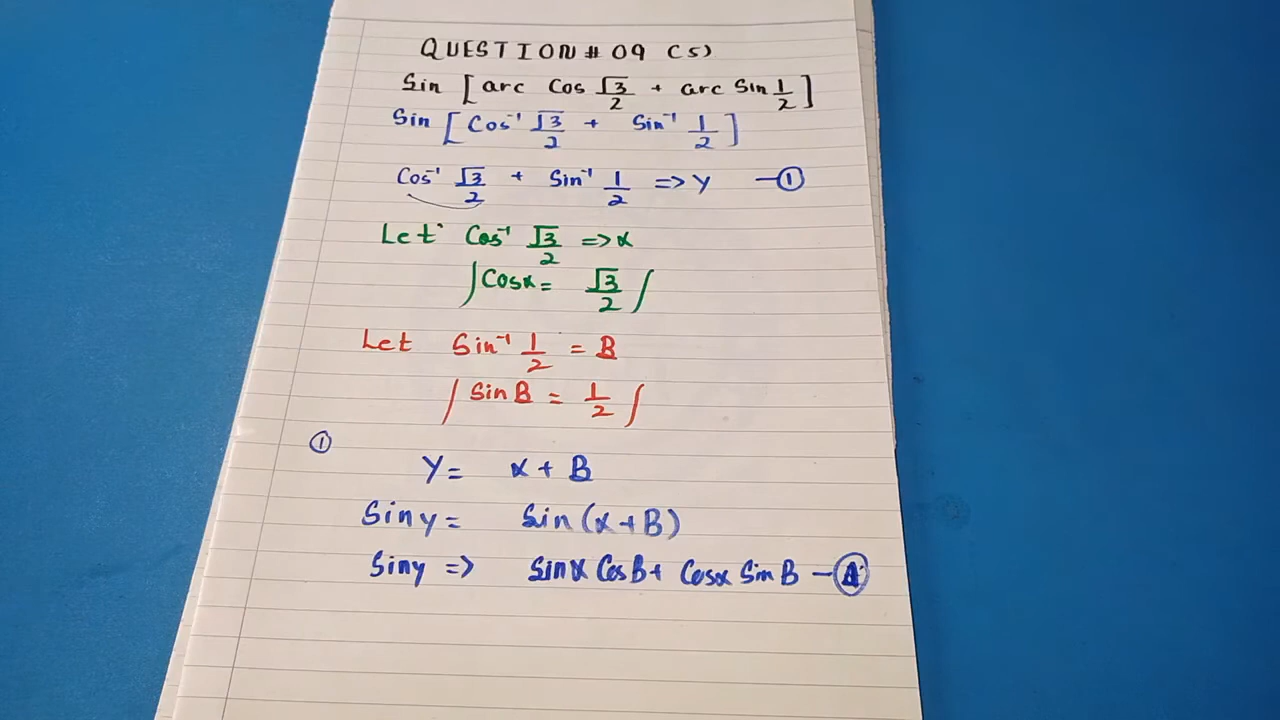 QUESTION # 09 (5)
Sin [arc Cos √3/2 + arc Sin 1/2]
Sin [Cos⁻¹ √3/2 + Sin⁻¹ 1/2]
Cos⁻¹ √3/2 + Sin⁻¹ 1/2 => Y —①
Let Cos⁻¹ √3/2 => α
/Cosα = √3/2/
Let Sin⁻¹ 1/2 = B
/Sin B = 1/2/
①
Y = α + B
Sin y = Sin (α + B)
Sin y => Sinα Cos B + Cosα Sin B —Ⓐ